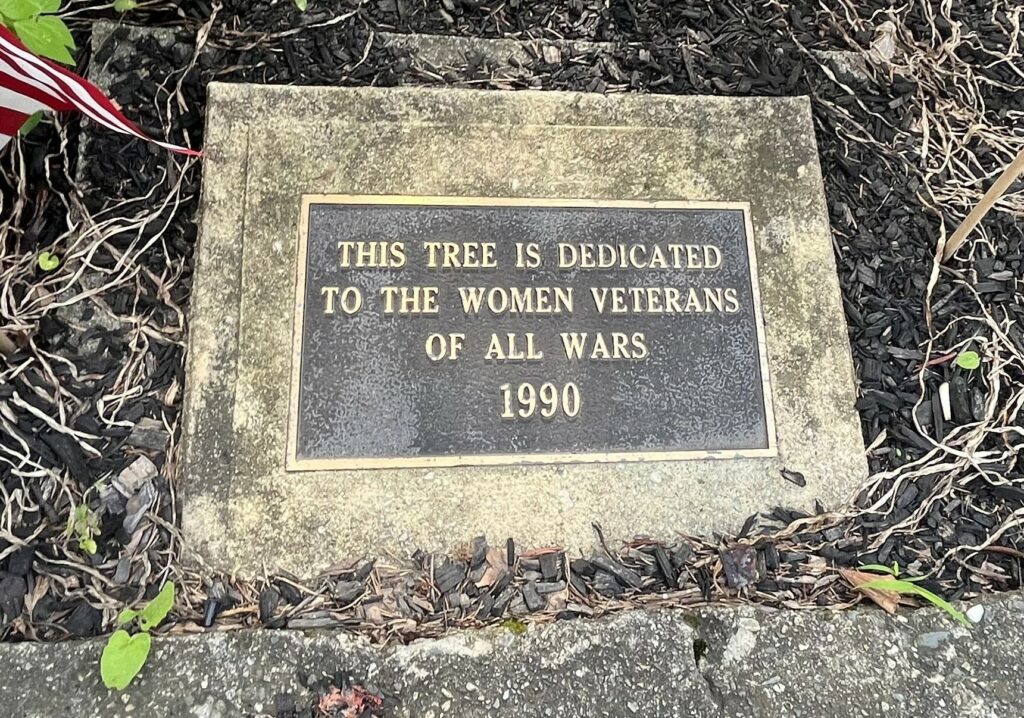 THIS TREE IS DEDICATED
TO THE WOMEN VETERANS
OF ALL WARS
1990